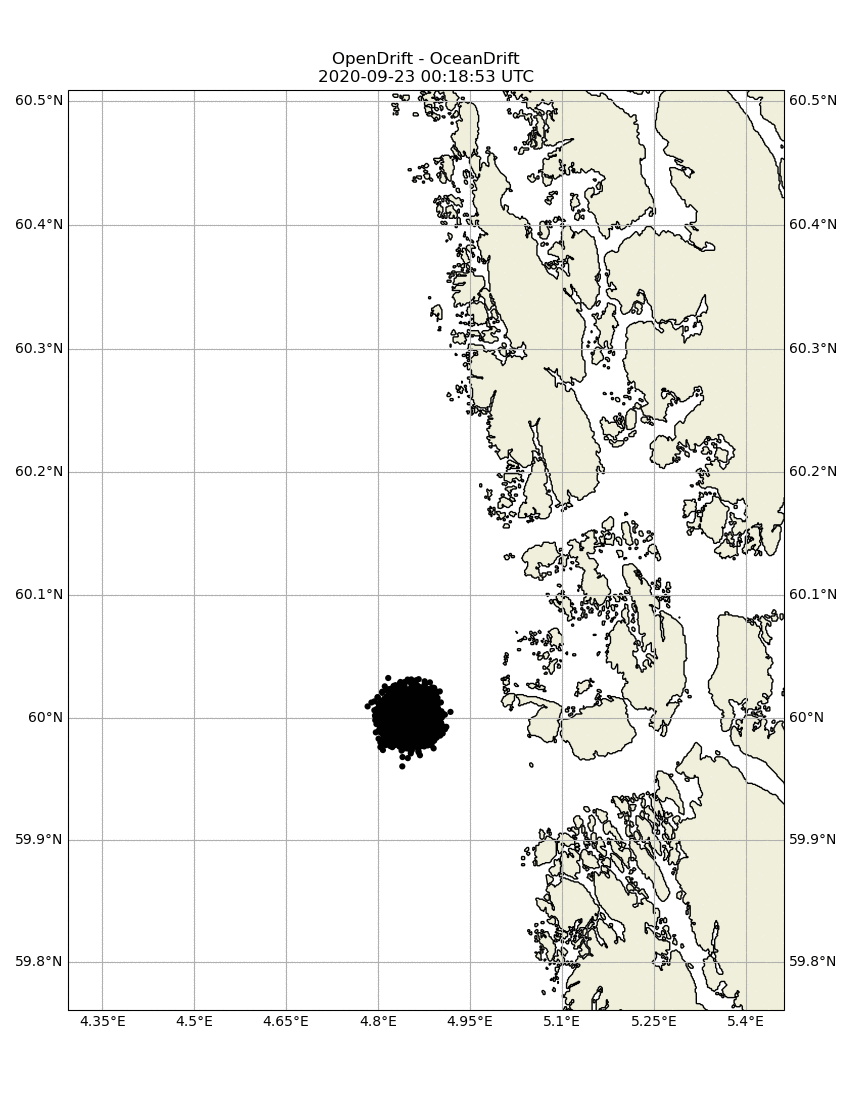 OpenDrift - OceanDrift
2020-09-23 00:18:53 UTC
60.5°N 60.5°N
60.4°N 60.4°N
60.3°N 60.3°N
60.2°N 60.2°N
60.1°N 60.1°N
60°N 60°N
59.9°N 59.9°N
59.8°N 59.8°N
4.35°E 4.5°E 4.65°E 4.8°E 4.95°E 5.1°E 5.25°E 5.4°E